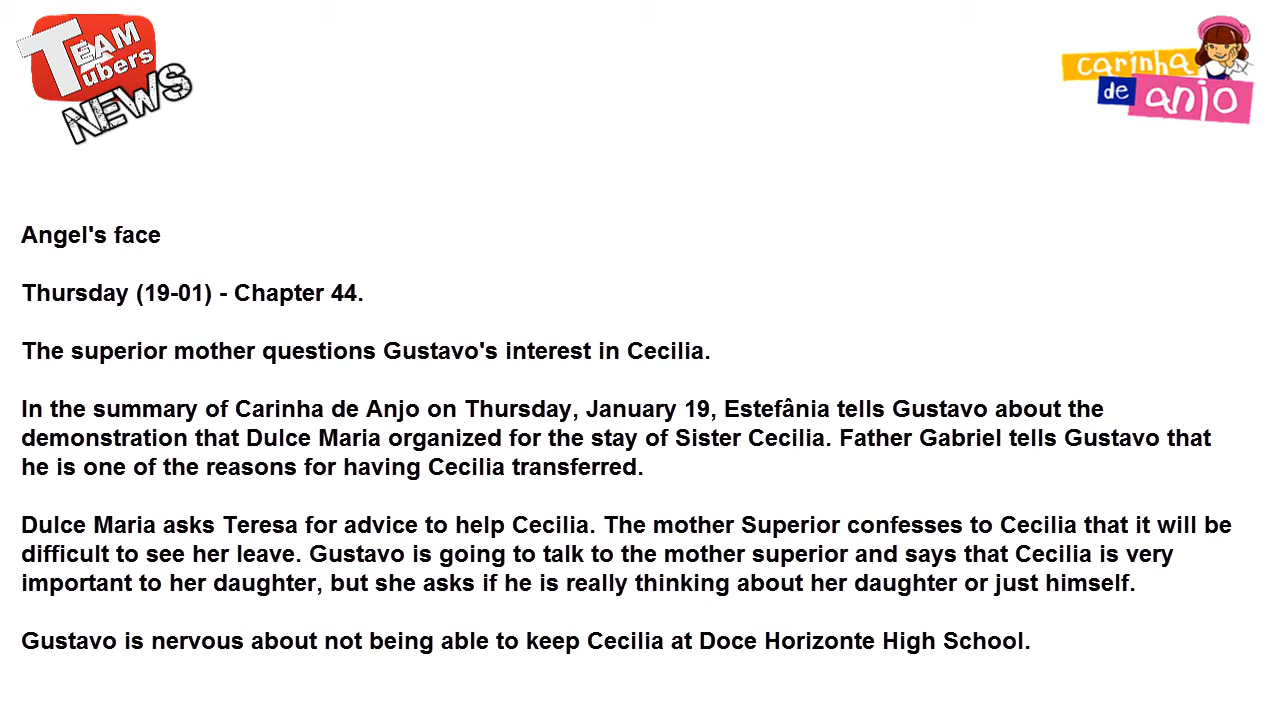 TEAM
Tubers
NEWS
carinha
de anjo
Angel's face
Thursday (19-01) - Chapter 44.
The superior mother questions Gustavo's interest in Cecilia.
In the summary of Carinha de Anjo on Thursday, January 19, Estefânia tells Gustavo about the
demonstration that Dulce Maria organized for the stay of Sister Cecilia. Father Gabriel tells Gustavo that
he is one of the reasons for having Cecilia transferred.
Dulce Maria asks Teresa for advice to help Cecilia. The mother Superior confesses to Cecilia that it will be
difficult to see her leave. Gustavo is going to talk to the mother superior and says that Cecilia is very
important to her daughter, but she asks if he is really thinking about her daughter or just himself.
Gustavo is nervous about not being able to keep Cecilia at Doce Horizonte High School.